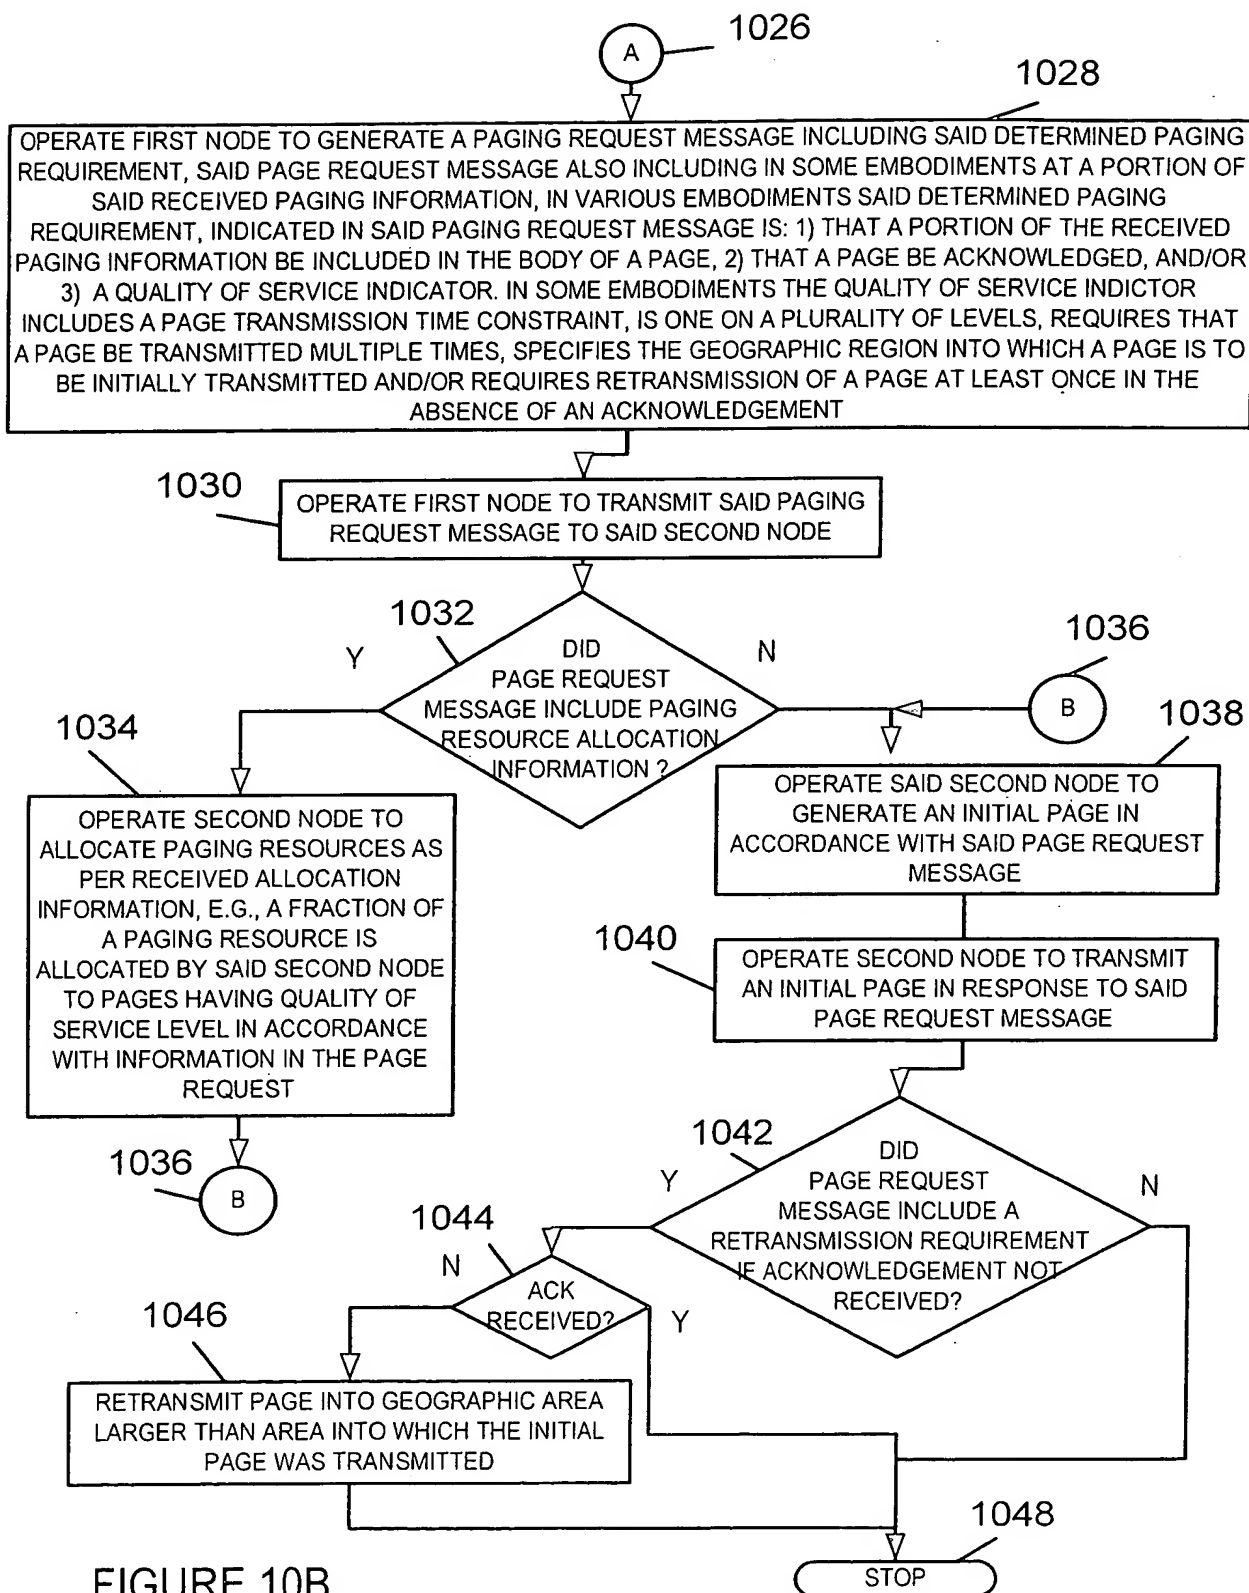 1026
A
1028
OPERATE FIRST NODE TO GENERATE A PAGING REQUEST MESSAGE INCLUDING SAID DETERMINED PAGING
REQUIREMENT, SAID PAGE REQUEST MESSAGE ALSO INCLUDING IN SOME EMBODIMENTS AT A PORTION OF
SAID RECEIVED PAGING INFORMATION, IN VARIOUS EMBODIMENTS SAID DETERMINED PAGING
REQUIREMENT, INDICATED IN SAID PAGING REQUEST MESSAGE IS: 1) THAT A PORTION OF THE RECEIVED
PAGING INFORMATION BE INCLUDED IN THE BODY OF A PAGE, 2) THAT A PAGE BE ACKNOWLEDGED, AND/OR
3) A QUALITY OF SERVICE INDICATOR. IN SOME EMBODIMENTS THE QUALITY OF SERVICE INDICTOR
INCLUDES A PAGE TRANSMISSION TIME CONSTRAINT, IS ONE ON A PLURALITY OF LEVELS, REQUIRES THAT
A PAGE BE TRANSMITTED MULTIPLE TIMES, SPECIFIES THE GEOGRAPHIC REGION INTO WHICH A PAGE IS TO
BE INITIALLY TRANSMITTED AND/OR REQUIRES RETRANSMISSION OF A PAGE AT LEAST ONCE IN THE
ABSENCE OF AN ACKNOWLEDGEMENT
1030
OPERATE FIRST NODE TO TRANSMIT SAID PAGING
REQUEST MESSAGE TO SAID SECOND NODE
1032
Y
N
DID
PAGE REQUEST
MESSAGE INCLUDE PAGING
RESOURCE ALLOCATION
INFORMATION ?
1036
B
1034
OPERATE SECOND NODE TO
ALLOCATE PAGING RESOURCES AS
PER RECEIVED ALLOCATION
INFORMATION, E.G., A FRACTION OF
A PAGING RESOURCE IS
ALLOCATED BY SAID SECOND NODE
TO PAGES HAVING QUALITY OF
SERVICE LEVEL IN ACCORDANCE
WITH INFORMATION IN THE PAGE
REQUEST
1036
B
1038
OPERATE SAID SECOND NODE TO
GENERATE AN INITIAL PAGE IN
ACCORDANCE WITH SAID PAGE REQUEST
MESSAGE
1040
OPERATE SECOND NODE TO TRANSMIT
AN INITIAL PAGE IN RESPONSE TO SAID
PAGE REQUEST MESSAGE
1042
Y
N
DID
PAGE REQUEST
MESSAGE INCLUDE A
RETRANSMISSION REQUIREMENT
IF ACKNOWLEDGEMENT NOT
RECEIVED?
1044
N
Y
ACK
RECEIVED?
1046
RETRANSMIT PAGE INTO GEOGRAPHIC AREA
LARGER THAN AREA INTO WHICH THE INITIAL
PAGE WAS TRANSMITTED
1048
STOP
FIGURE 10B